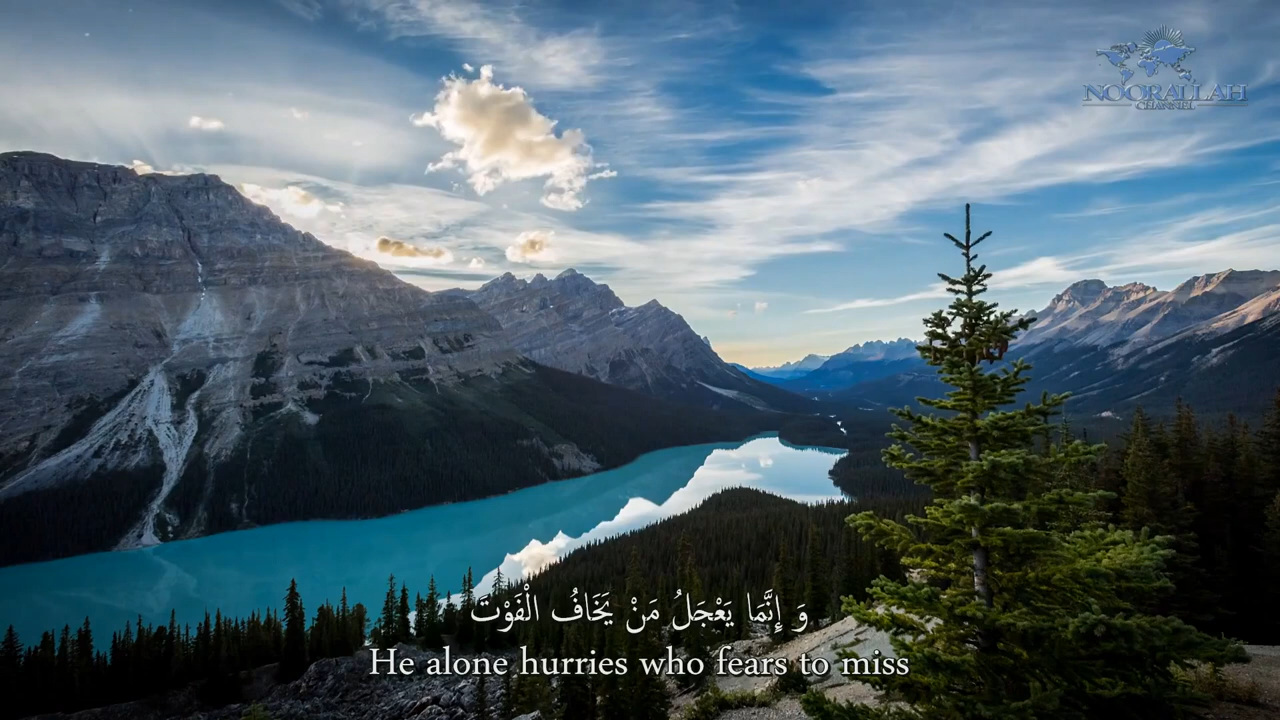 NOORALLAH
CHANNEL
وَ إِنَّمَا يَعْجَلُ مَنْ يَخَافُ الْفَوْتَ
He alone hurries who fears to miss